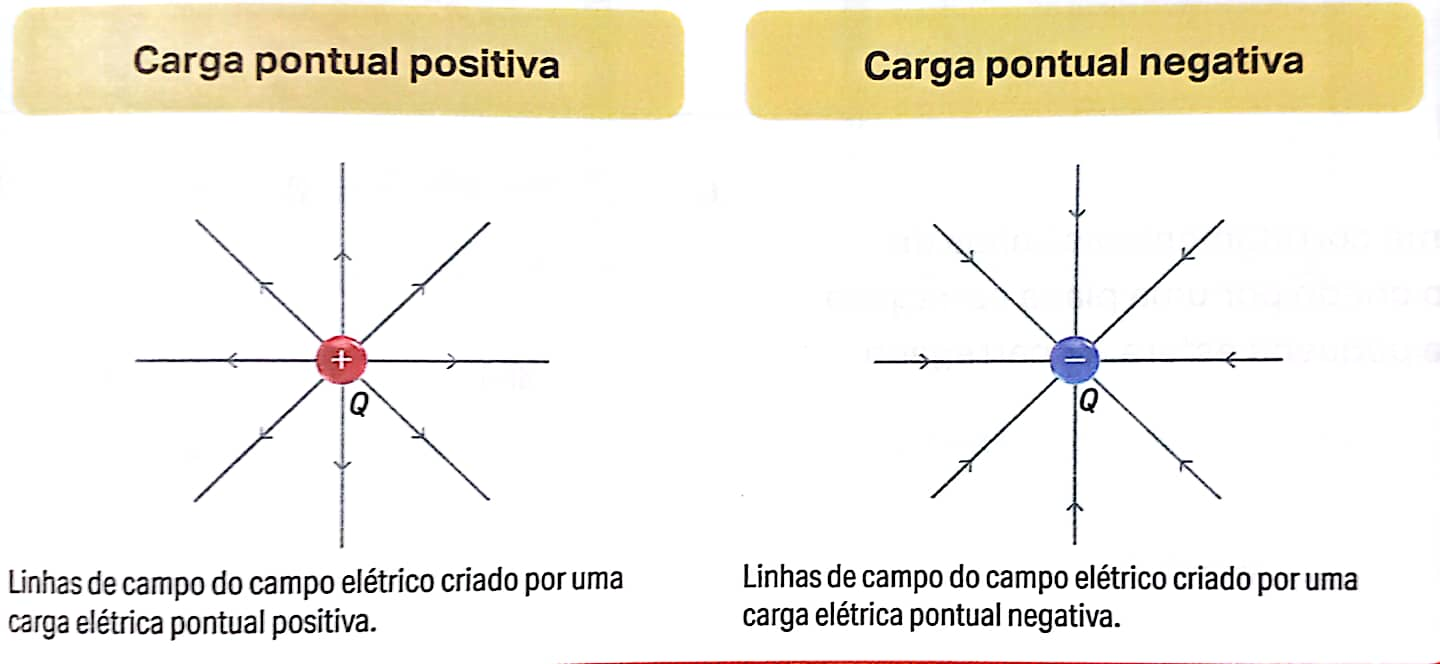 Carga pontual positiva
+
Q
Linhas de campo do campo elétrico criado por uma
carga elétrica pontual positiva.
Carga pontual negativa
−
Q
Linhas de campo do campo elétrico criado por uma
carga elétrica pontual negativa.